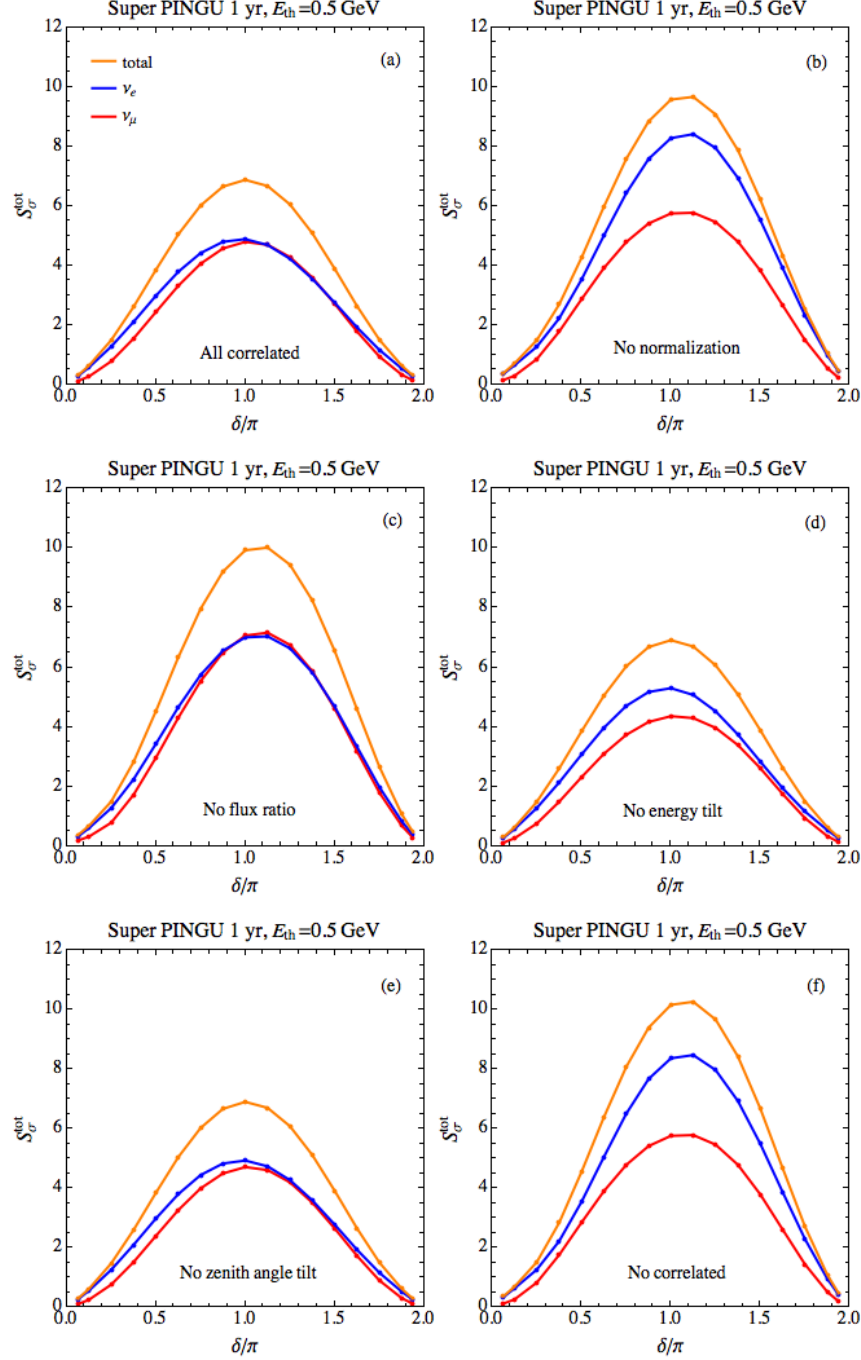 Super PINGU 1 yr, E_th=0.5 GeV
(a)
total
ν_e
ν_μ
All correlated
S_σ^tot
0 2 4 6 8 10 12
0.0 0.5 1.0 1.5 2.0
δ/π
Super PINGU 1 yr, E_th=0.5 GeV
(b)
No normalization
S_σ^tot
0 2 4 6 8 10 12
0.0 0.5 1.0 1.5 2.0
δ/π
Super PINGU 1 yr, E_th=0.5 GeV
(c)
No flux ratio
S_σ^tot
0 2 4 6 8 10 12
0.0 0.5 1.0 1.5 2.0
δ/π
Super PINGU 1 yr, E_th=0.5 GeV
(d)
No energy tilt
S_σ^tot
0 2 4 6 8 10 12
0.0 0.5 1.0 1.5 2.0
δ/π
Super PINGU 1 yr, E_th=0.5 GeV
(e)
No zenith angle tilt
S_σ^tot
0 2 4 6 8 10 12
0.0 0.5 1.0 1.5 2.0
δ/π
Super PINGU 1 yr, E_th=0.5 GeV
(f)
No correlated
S_σ^tot
0 2 4 6 8 10 12
0.0 0.5 1.0 1.5 2.0
δ/π